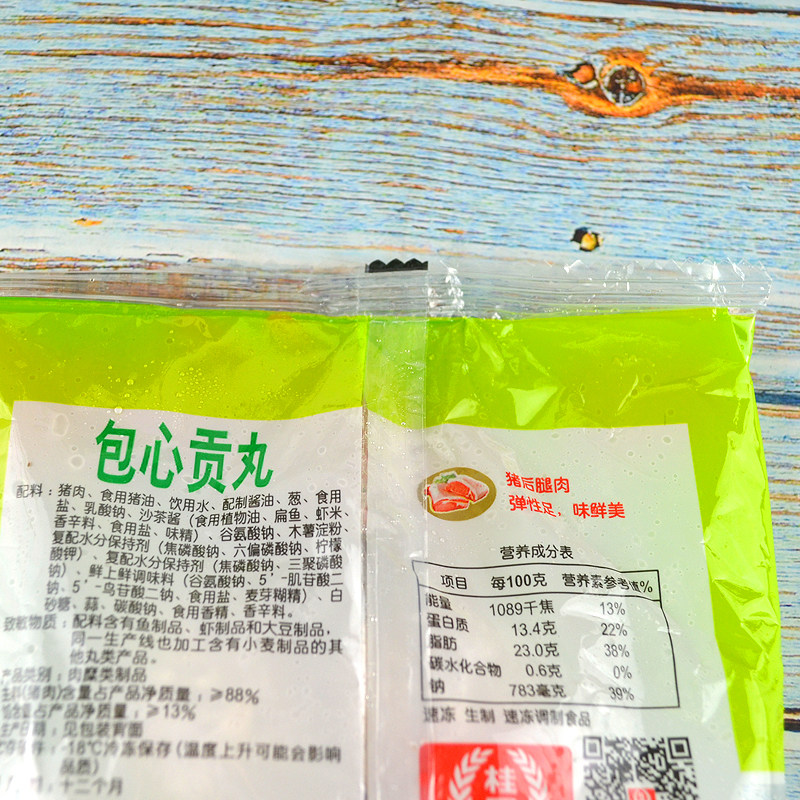 包心贡丸
配料：猪肉、食用猪油、饮用水、配制酱油、葱、食用
盐、乳酸钠、沙茶酱（食用植物油、扁鱼、虾米、
香辛料、食用盐、味精）、谷氨酸钠、木薯淀粉、
复配水分保持剂（焦磷酸钠、六偏磷酸钠、柠檬
酸钾）、复配水分保持剂（焦磷酸钠、三聚磷酸
钠）、鲜上鲜调味料（谷氨酸钠、5'-肌苷酸二
钠、5'-鸟苷酸二钠、食用盐、麦芽糊精）、白
砂糖、蒜、碳酸钠、食用香精、香辛料。
致敏物质：配料含有鱼制品、虾制品和大豆制品，
同一生产线也加工含有小麦制品的其
他丸类产品。
产品类别：肉糜类制品
(猪肉)含量占产品净质量：≥88%
含量占产品净质量：≥13%
生产日期：见包装背面
条件：-18℃冷冻保存(温度上升可能会影响
品质)
十二个月
猪后腿肉
弹性足，味鲜美
营养成分表
项目 每100克 营养素参考值%
能量 1089千焦 13%
蛋白质 13.4克 22%
脂肪 23.0克 38%
碳水化合物 0.6克 0%
钠 783毫克 39%
速冻 生制 速冻调制食品
桂